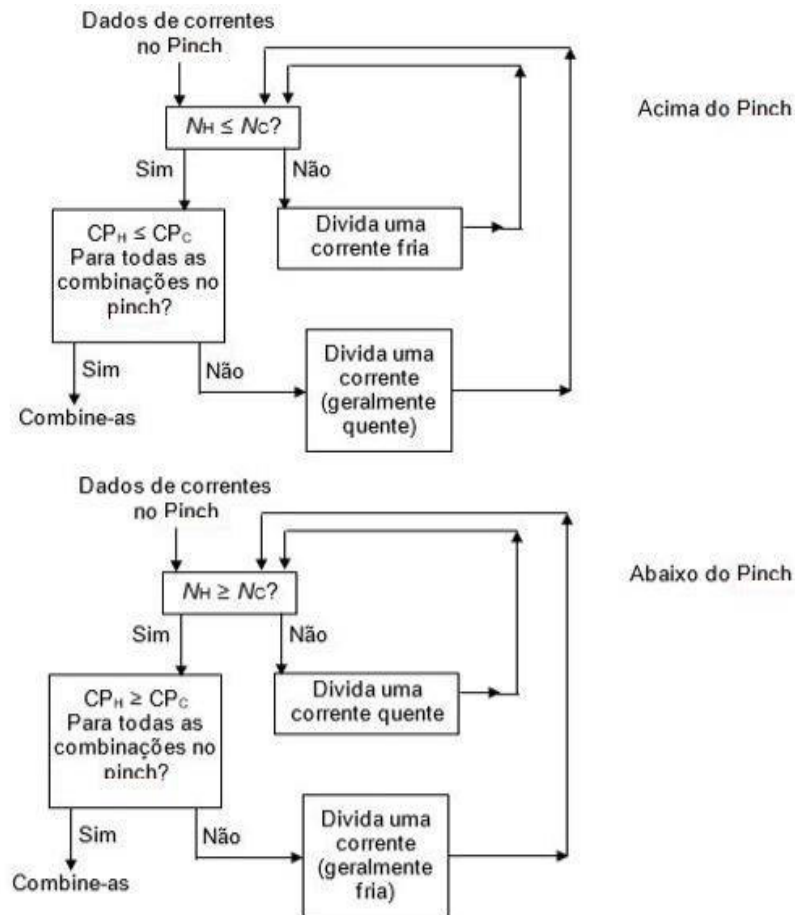 Dados de correntes
no Pinch
Acima do Pinch
NH ≤ NC?
Sim
Não
Divida uma
corrente fria
CPH ≤ CPC
Para todas as
combinações no
pinch?
Sim
Não
Combine-as
Divida uma
corrente
(geralmente
quente)
Dados de correntes
no Pinch
Abaixo do Pinch
NH ≥ NC?
Sim
Não
Divida uma
corrente quente
CPH ≥ CPC
Para todas as
combinações no
pinch?
Sim
Não
Combine-as
Divida uma
corrente
(geralmente
fria)